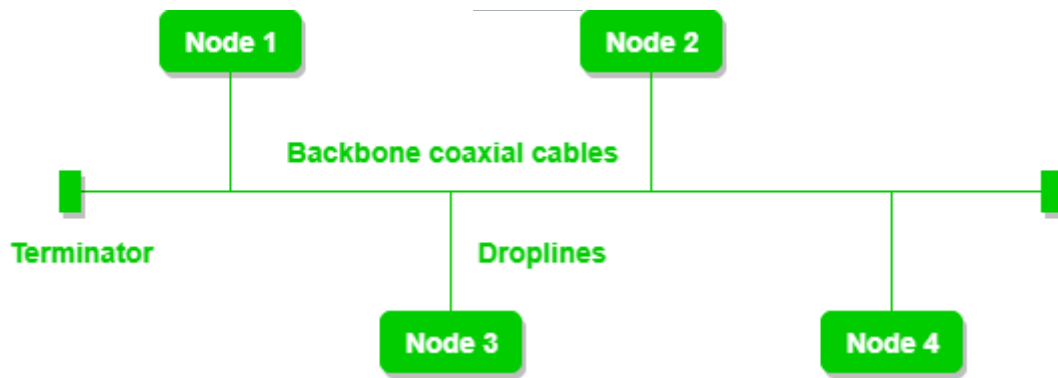 Node 1
Node 2
Backbone coaxial cables
Terminator
Droplines
Node 3
Node 4